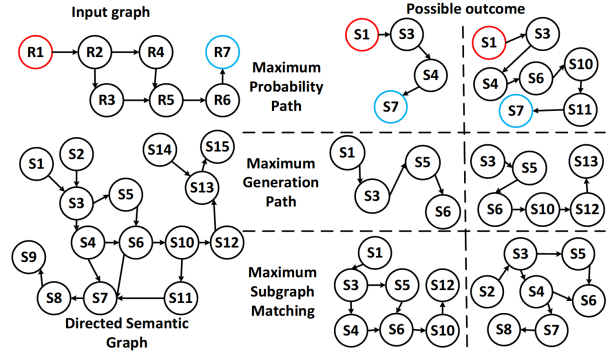 Input graph
R1
R2
R4
R7
R3
R5
R6
S1
S2
S14
S15
S3
S5
S13
S4
S6
S10
S12
S9
S8
S7
S11
Directed Semantic
Graph
Possible outcome
Maximum
Probability
Path
S1
S3
S4
S7
S1
S3
S4
S6
S10
S7
S11
Maximum
Generation
Path
S1
S3
S5
S6
S3
S5
S13
S6
S10
S12
Maximum
Subgraph
Matching
S1
S3
S5
S12
S4
S6
S10
S3
S5
S2
S4
S6
S8
S7